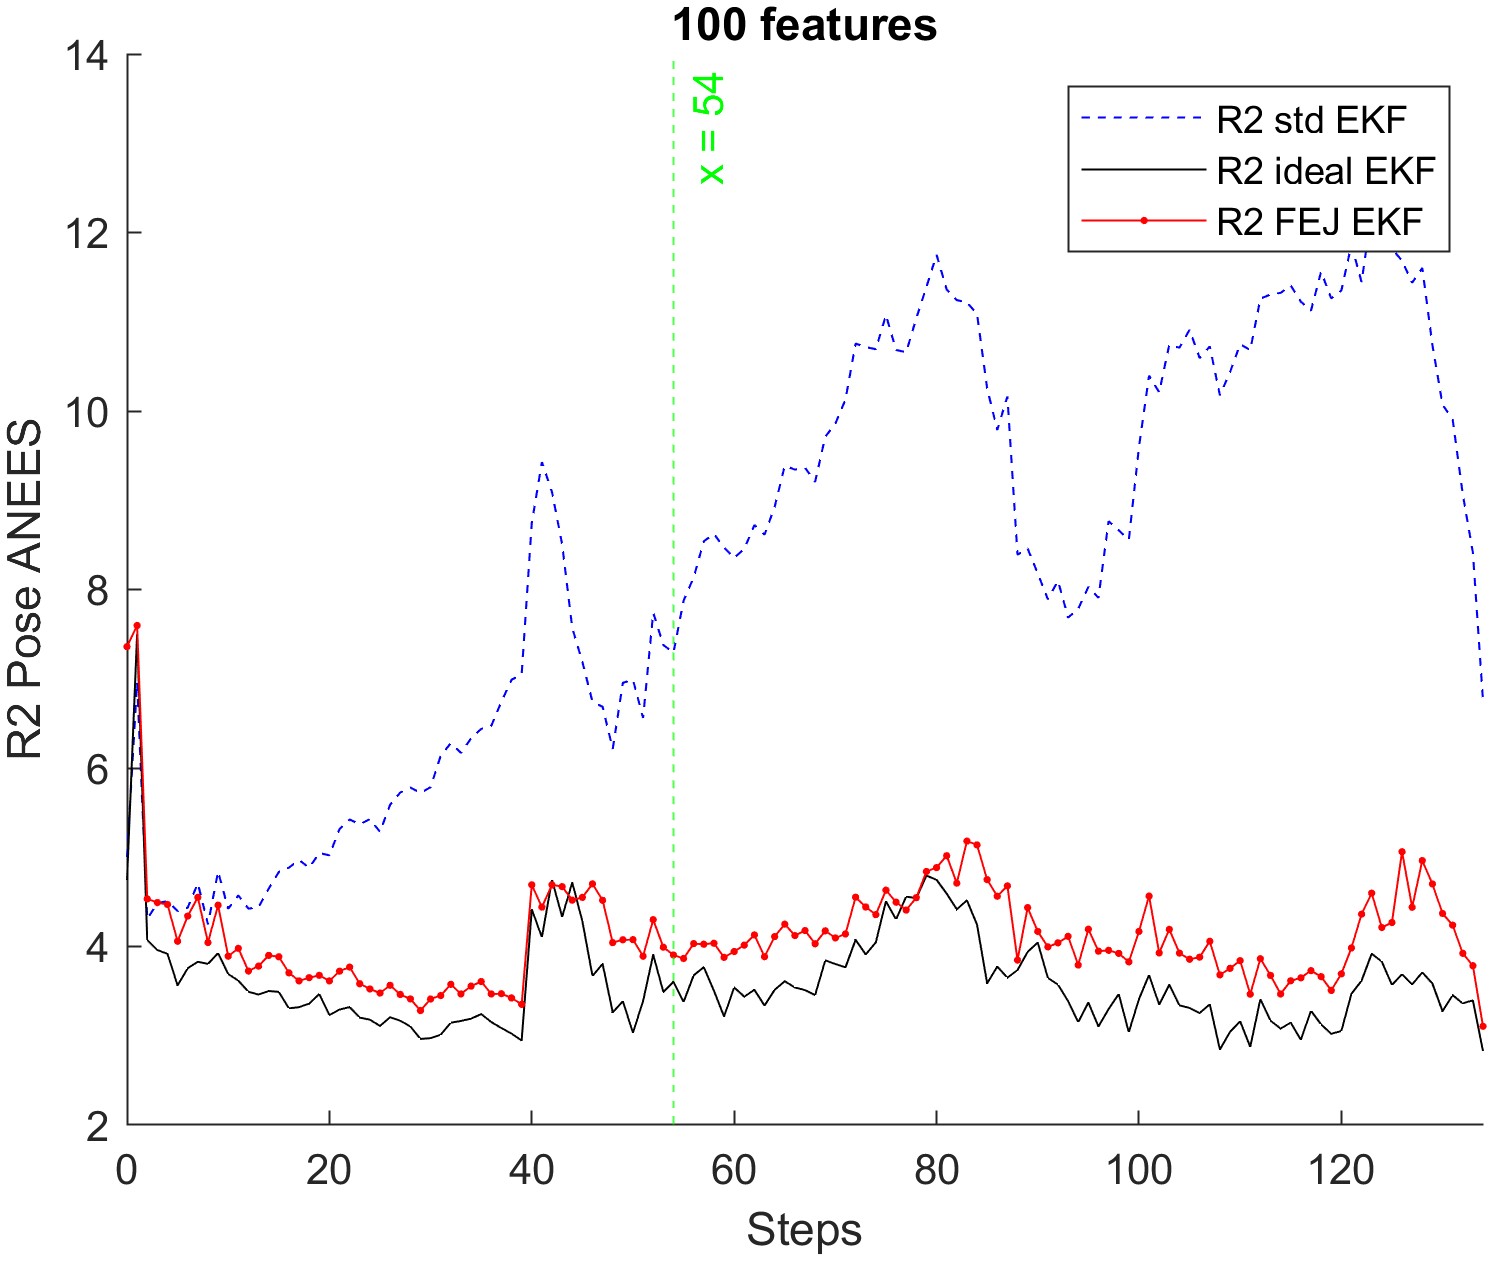 100 features
14
12
10
8
6
4
2
R2 Pose ANEES
x = 54
R2 std EKF
R2 ideal EKF
R2 FEJ EKF
0 20 40 60 80 100 120
Steps